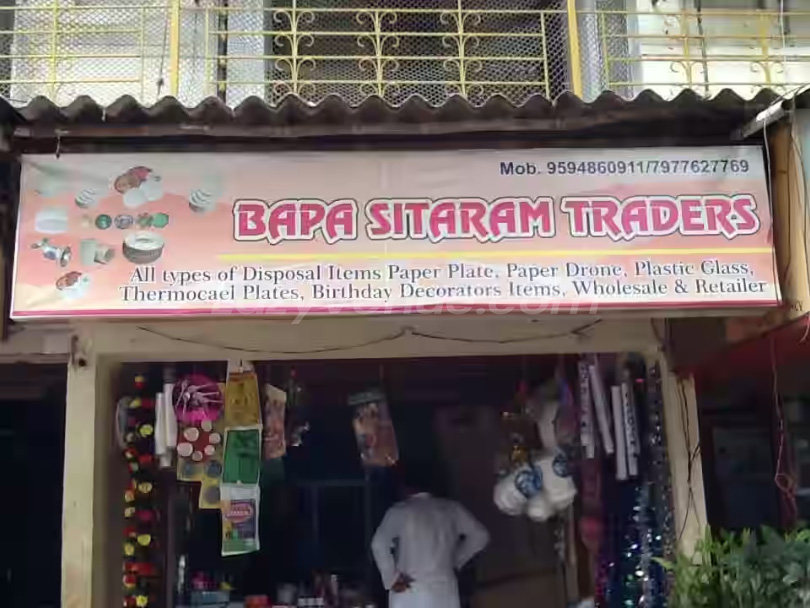 Mob. 9594860911/7977627769
BAPA SITARAM TRADERS
All types of Disposal Items Paper Plate, Paper Drone, Plastic Glass,
Thermocael Plates, Birthday Decorators Items, Wholesale & Retailer